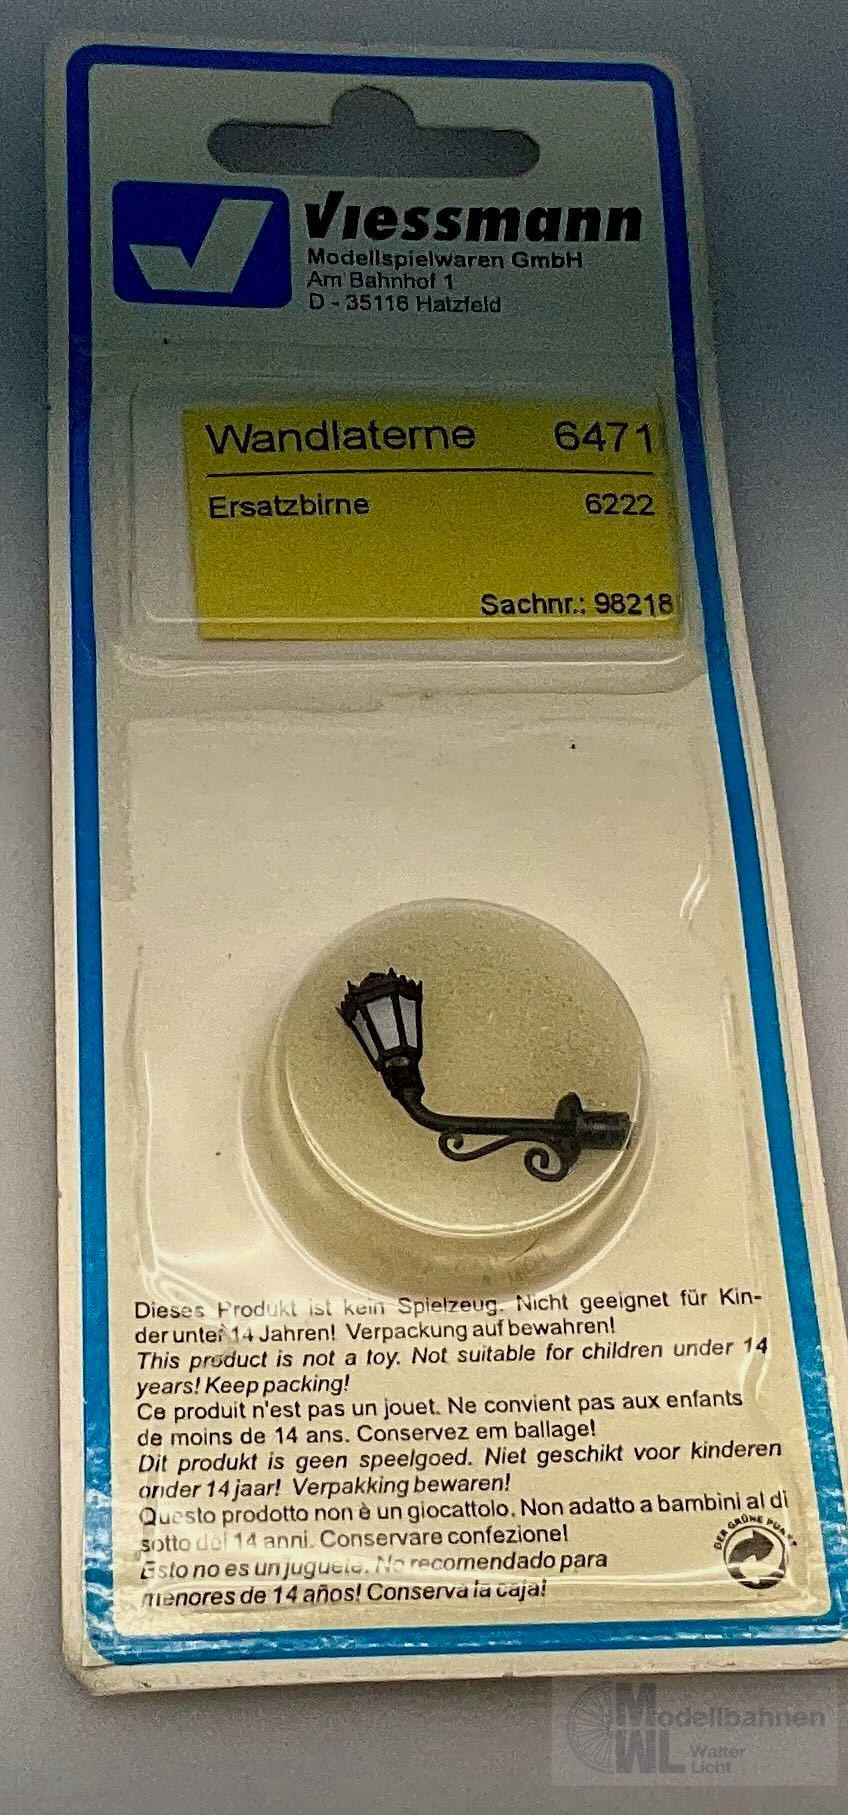 Viessmann
Modellspielwaren GmbH
Am Bahnhof 1
D - 35116 Hatzfeld
Wandlaterne 6471
Ersatzbirne 6222
Sachnr.: 98218
Dieses Produkt ist kein Spielzeug. Nicht geeignet für Kin-
der unter 14 Jahren! Verpackung auf bewahren!
This product is not a toy. Not suitable for children under 14
years! Keep packing!
Ce produit n'est pas un jouet. Ne convient pas aux enfants
de moins de 14 ans. Conservez em ballage!
Dit produkt is geen speelgoed. Niet geschikt voor kinderen
onder 14 jaar! Verpakking bewaren!
Questo prodotto non è un giocattolo. Non adatto a bambini al di
sotto dei 14 anni. Conservare confezione!
Esto no es un juguete. No recomendado para
menores de 14 años! Conserva la caja!
DER GRÜNE PUNKT
Modellbahnen
WL Walter
Licht